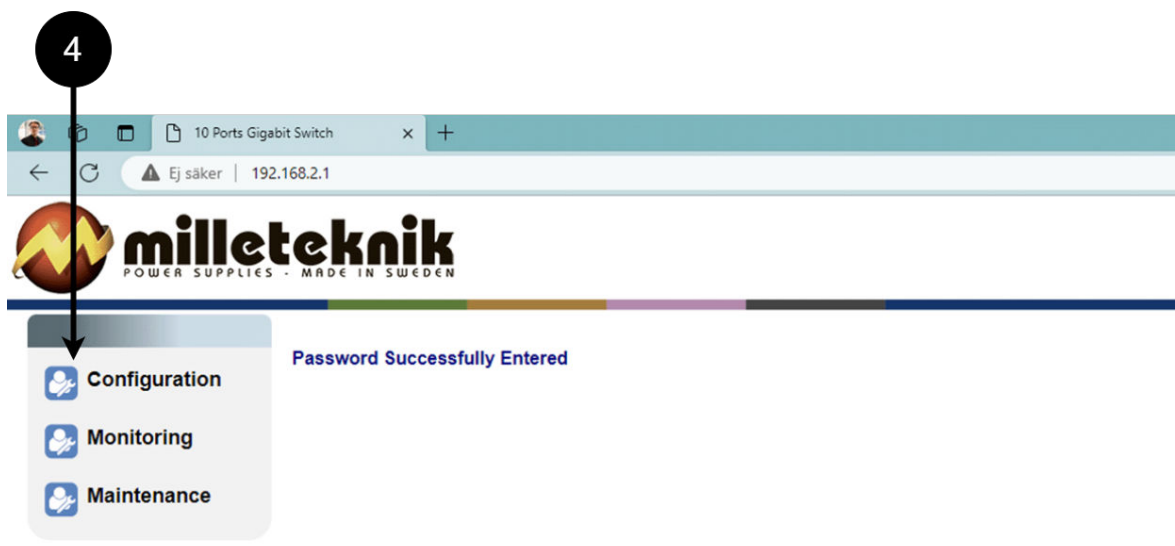 4
10 Ports Gigabit Switch
Ej säker | 192.168.2.1
milleteknik
POWER SUPPLIES - MADE IN SWEDEN
Password Successfully Entered
Configuration
Monitoring
Maintenance